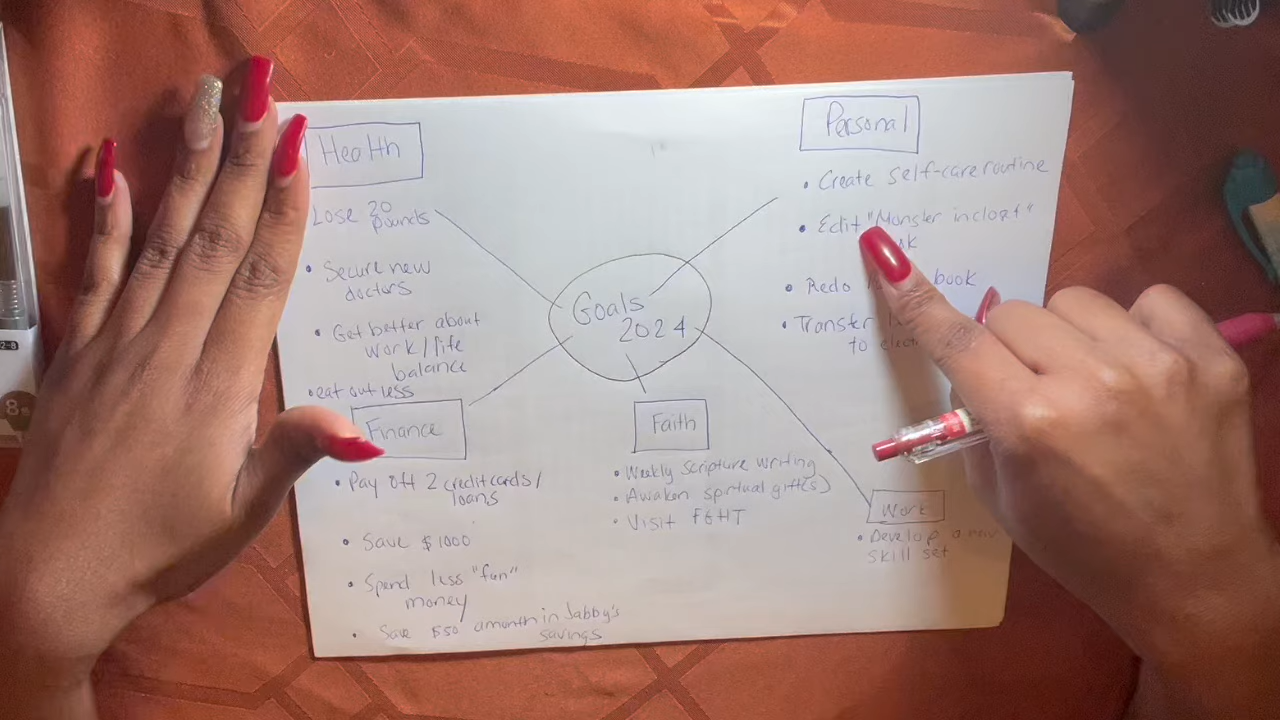 Health
Lose 20
pounds
• Secure new
doctors
• Get better about
work/life
balance
• eat out less
Personal
• Create self-care routine
• Edit "Monster in closet"
• Redo book
• Transfer
to
Goals
2024
Finance
• Pay off 2 credit cards/
loans
• Save $1000
• Spend less "fun"
money
• Save $50 a month in Jabby's
savings
Faith
• Weekly Scripture Writing
• Awaken spiritual gift(s)
• Visit FGHT
Work
• Develop a new
skill set